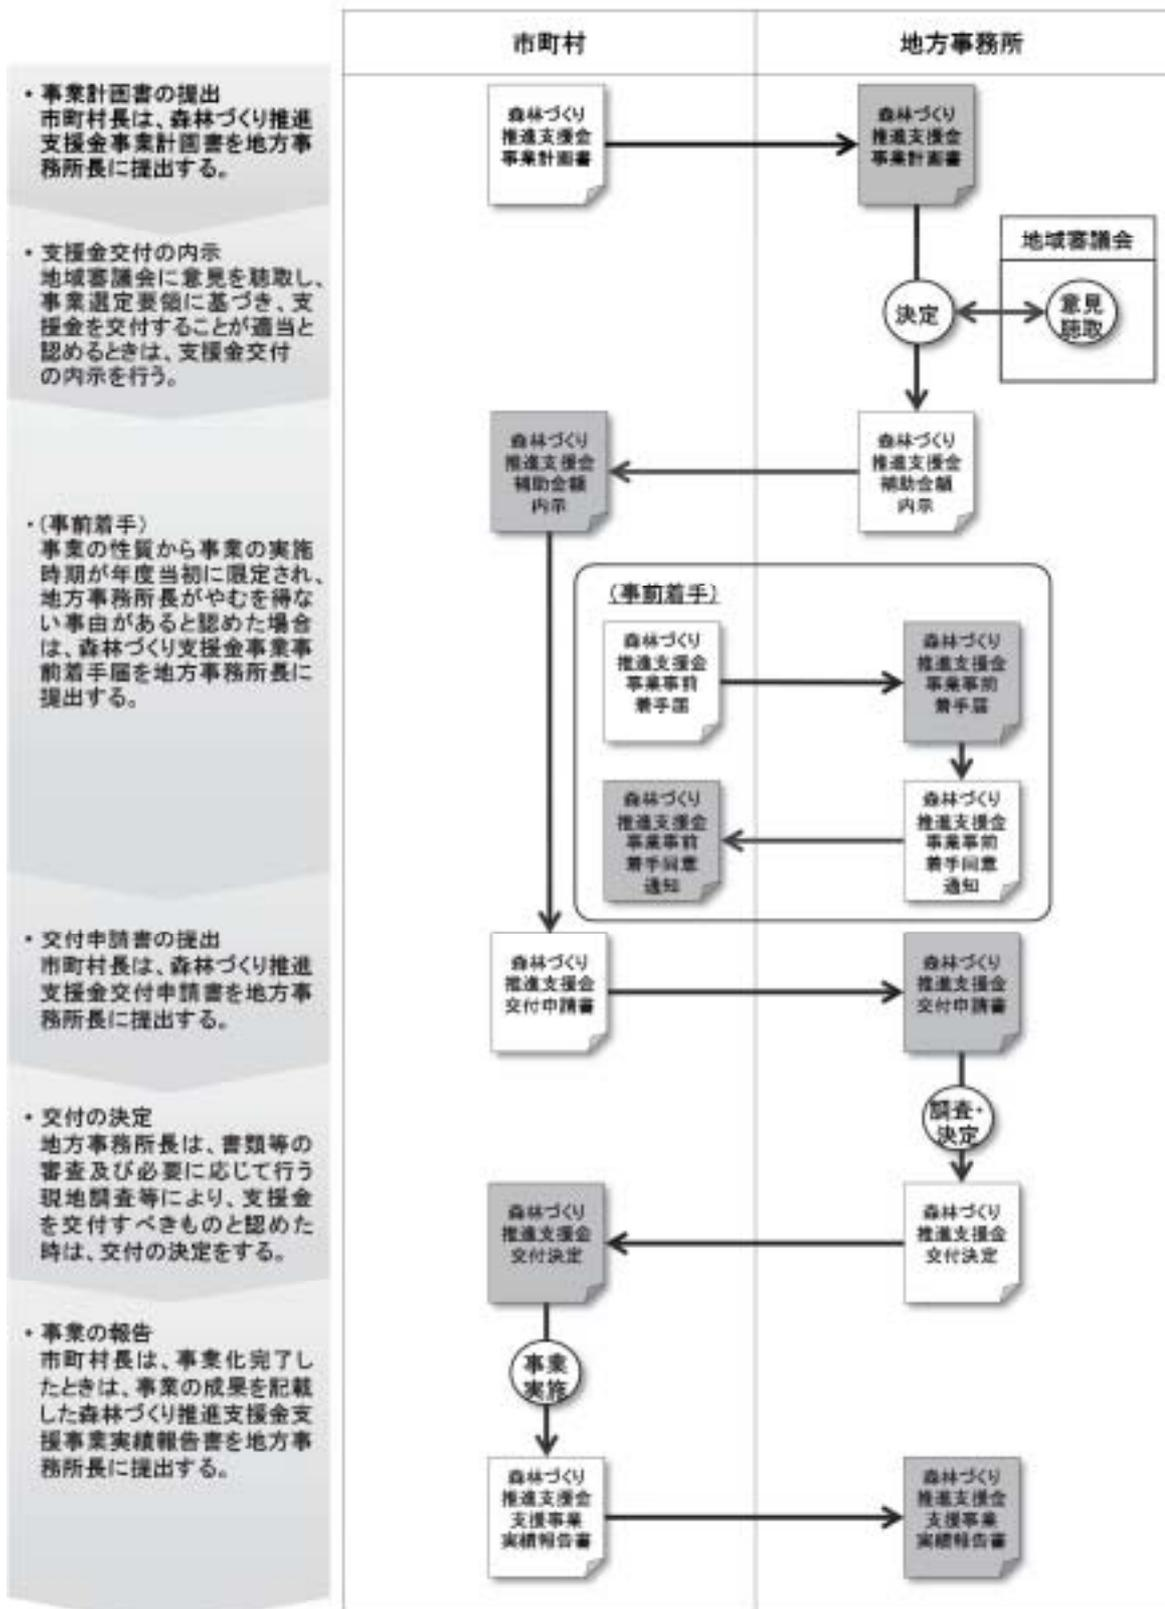 市町村
地方事務所
・事業計画書の提出
市町村長は、森林づくり推進
支援金事業計画書を地方事
務所長に提出する。
森林づくり
推進支援会
事業計画書
森林づくり
推進支援会
事業計画書
・支援金交付の内示
地域審議会に意見を聴取し、
事業選定要領に基づき、支
援金を交付することが適当と
認めるときは、支援金交付
の内示を行う。
決定
地域審議会
意見
聴取
森林づくり
推進支援会
補助金額
内示
森林づくり
推進支援会
補助金額
内示
・（事前着手）
事業の性質から事業の実施
時期が年度当初に限定され、
地方事務所長がやむを得な
い事由があると認めた場合
は、森林づくり支援金事業事
前着手届を地方事務所長に
提出する。
（事前着手）
森林づくり
推進支援会
事業事前
着手届
森林づくり
推進支援会
事業事前
着手届
森林づくり
推進支援会
事業事前
着手同意
通知
森林づくり
推進支援会
事業事前
着手同意
通知
・交付申請書の提出
市町村長は、森林づくり推進
支援金交付申請書を地方事
務所長に提出する。
森林づくり
推進支援会
交付申請書
森林づくり
推進支援会
交付申請書
・交付の決定
地方事務所長は、書類等の
審査及び必要に応じて行う
現地調査等により、支援金
を交付すべきものと認めた
時は、交付の決定をする。
調査・
決定
森林づくり
推進支援会
交付決定
森林づくり
推進支援会
交付決定
・事業の報告
市町村長は、事業化完了し
たときは、事業の成果を記載
した森林づくり推進支援金支
援事業実績報告書を地方事
務所長に提出する。
事業
実施
森林づくり
推進支援会
支援事業
実績報告書
森林づくり
推進支援会
支援事業
実績報告書